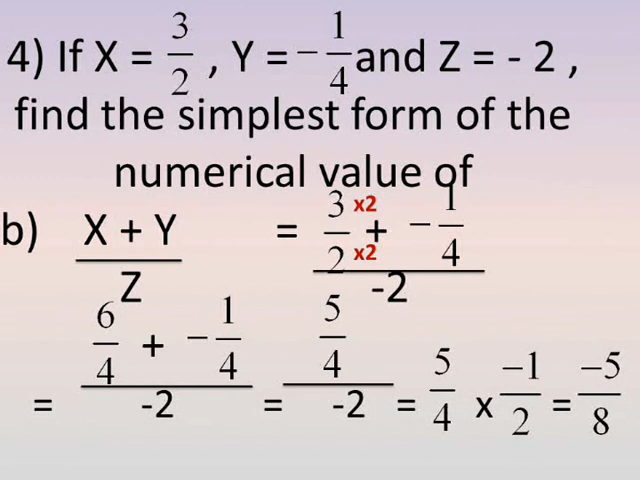 4) If X = 3/2 , Y = −1/4 and Z = - 2 ,
find the simplest form of the
numerical value of
b) (X + Y)/Z = (3/2 x2 x2 + −1/4)/-2
= (6/4 + −1/4)/-2 = (5/4)/-2 = 5/4 x −1/2 = −5/8